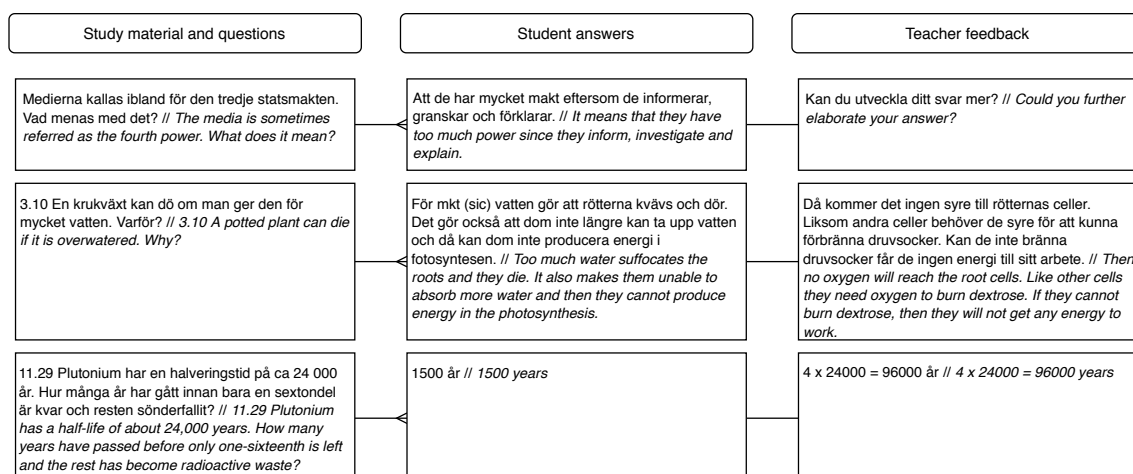 Study material and questions
Student answers
Teacher feedback
Medierna kallas ibland för den tredje statsmakten.
Vad menas med det? // The media is sometimes
referred as the fourth power. What does it mean?
Att de har mycket makt eftersom de informerar,
granskar och förklarar. // It means that they have
too much power since they inform, investigate and
explain.
Kan du utveckla ditt svar mer? // Could you further
elaborate your answer?
3.10 En krukväxt kan dö om man ger den för
mycket vatten. Varför? // 3.10 A potted plant can die
if it is overwatered. Why?
För mkt (sic) vatten gör att rötterna kvävs och dör.
Det gör också att dom inte längre kan ta upp vatten
och då kan dom inte producera energi i
fotosyntesen. // Too much water suffocates the
roots and they die. It also makes them unable to
absorb more water and then they cannot produce
energy in the photosynthesis.
Då kommer det ingen syre till rötternas celler.
Liksom andra celler behöver de syre för att kunna
förbränna druvsocker. Kan de inte bränna
druvsocker får de ingen energi till sitt arbete. // Then
no oxygen will reach the root cells. Like other cells
they need oxygen to burn dextrose. If they cannot
burn dextrose, then they will not get any energy to
work.
11.29 Plutonium har en halveringstid på ca 24 000
år. Hur många år har gått innan bara en sextondel
är kvar och resten sönderfallit? // 11.29 Plutonium
has a half-life of about 24,000 years. How many
years have passed before only one-sixteenth is left
and the rest has become radioactive waste?
1500 år // 1500 years
4 x 24000 = 96000 år // 4 x 24000 = 96000 years